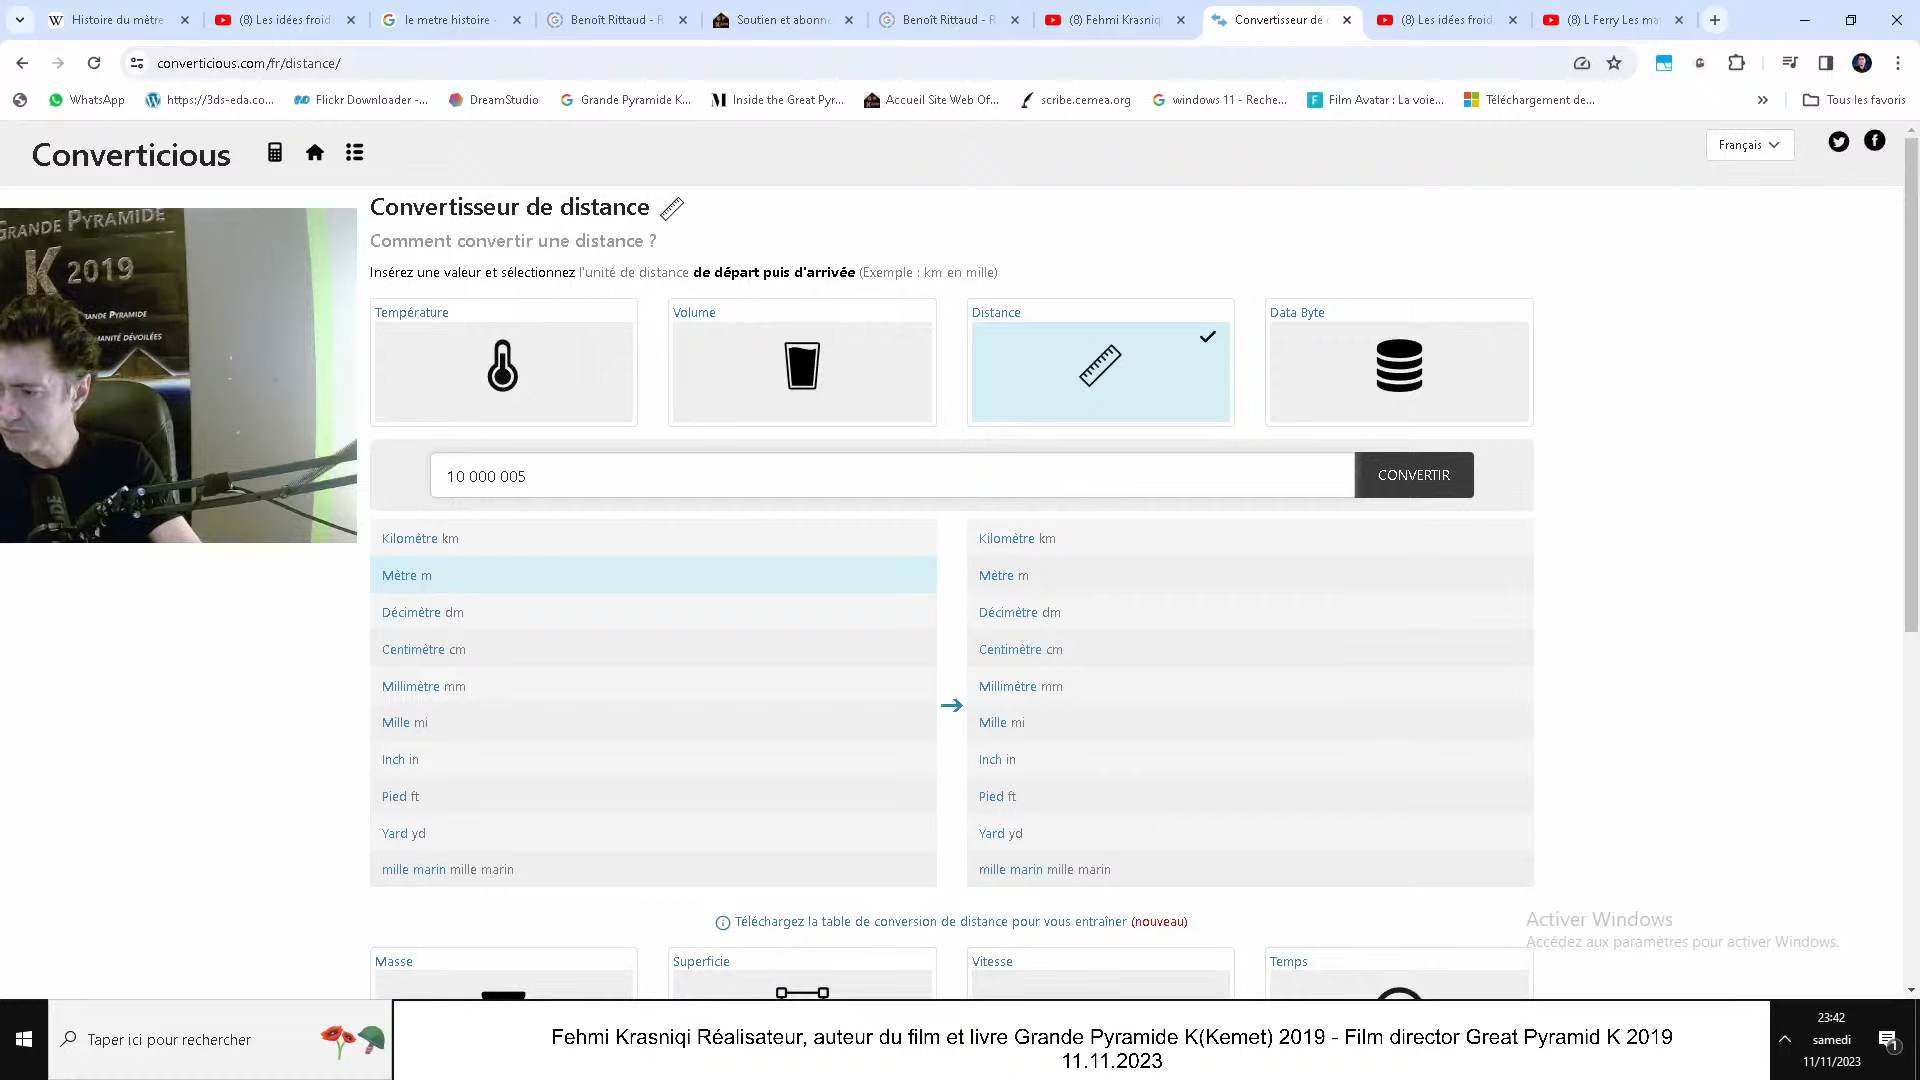 Histoire du mètre
(8) Les idées froid
le metre histoire -
Benoît Rittaud - R
Soutien et abonn
Benoît Rittaud - R
(8) Fehmi Krasniq
Convertisseur de d
(8) Les idées froid
(8) L Ferry Les ma
converticious.com/fr/distance/
WhatsApp
https://3ds-eda.co...
Flickr Downloader -...
DreamStudio
Grande Pyramide K...
Inside the Great Pyr...
Accueil Site Web Of...
scribe.cemea.org
windows 11 - Reche...
Film Avatar : La voie...
Téléchargement de...
Tous les favoris
Converticious
Français
GRANDE PYRAMIDE
K 2019
GRANDE PYRAMIDE
MANITÉ DÉVOILÉES
Convertisseur de distance
Comment convertir une distance ?
Insérez une valeur et sélectionnez l'unité de distance de départ puis d'arrivée (Exemple : km en mille)
Température
Volume
Distance
Data Byte
10 000 005
CONVERTIR
Kilomètre km
Mètre m
Décimètre dm
Centimètre cm
Millimètre mm
Mille mi
Inch in
Pied ft
Yard yd
mille marin mille marin
Kilomètre km
Mètre m
Décimètre dm
Centimètre cm
Millimètre mm
Mille mi
Inch in
Pied ft
Yard yd
mille marin mille marin
Téléchargez la table de conversion de distance pour vous entraîner (nouveau)
Activer Windows
Accédez aux paramètres pour activer Windows.
Masse
Superficie
Vitesse
Temps
Taper ici pour rechercher
Fehmi Krasniqi Réalisateur, auteur du film et livre Grande Pyramide K(Kemet) 2019 - Film director Great Pyramid K 2019
11.11.2023
23:42
samedi
11/11/2023
1